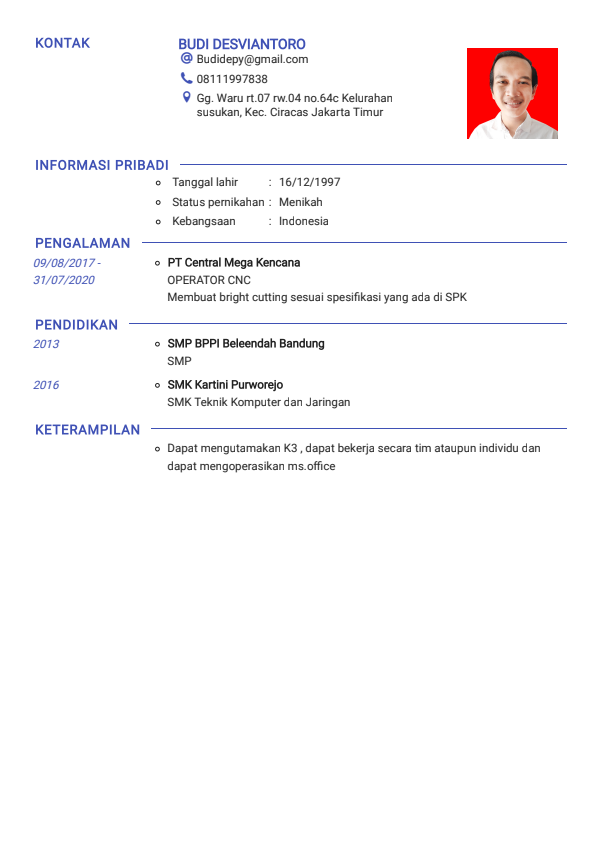 KONTAK
BUDI DESVIANTORO
Budidepy@gmail.com
08111997838
Gg. Waru rt.07 rw.04 no.64c Kelurahan
susukan, Kec. Ciracas Jakarta Timur
INFORMASI PRIBADI
Tanggal lahir : 16/12/1997
Status pernikahan : Menikah
Kebangsaan : Indonesia
PENGALAMAN
09/08/2017 -
31/07/2020
PT Central Mega Kencana
OPERATOR CNC
Membuat bright cutting sesuai spesifikasi yang ada di SPK
PENDIDIKAN
2013
SMP BPPI Beleendah Bandung
SMP
2016
SMK Kartini Purworejo
SMK Teknik Komputer dan Jaringan
KETERAMPILAN
Dapat mengutamakan K3 , dapat bekerja secara tim ataupun individu dan
dapat mengoperasikan ms.office